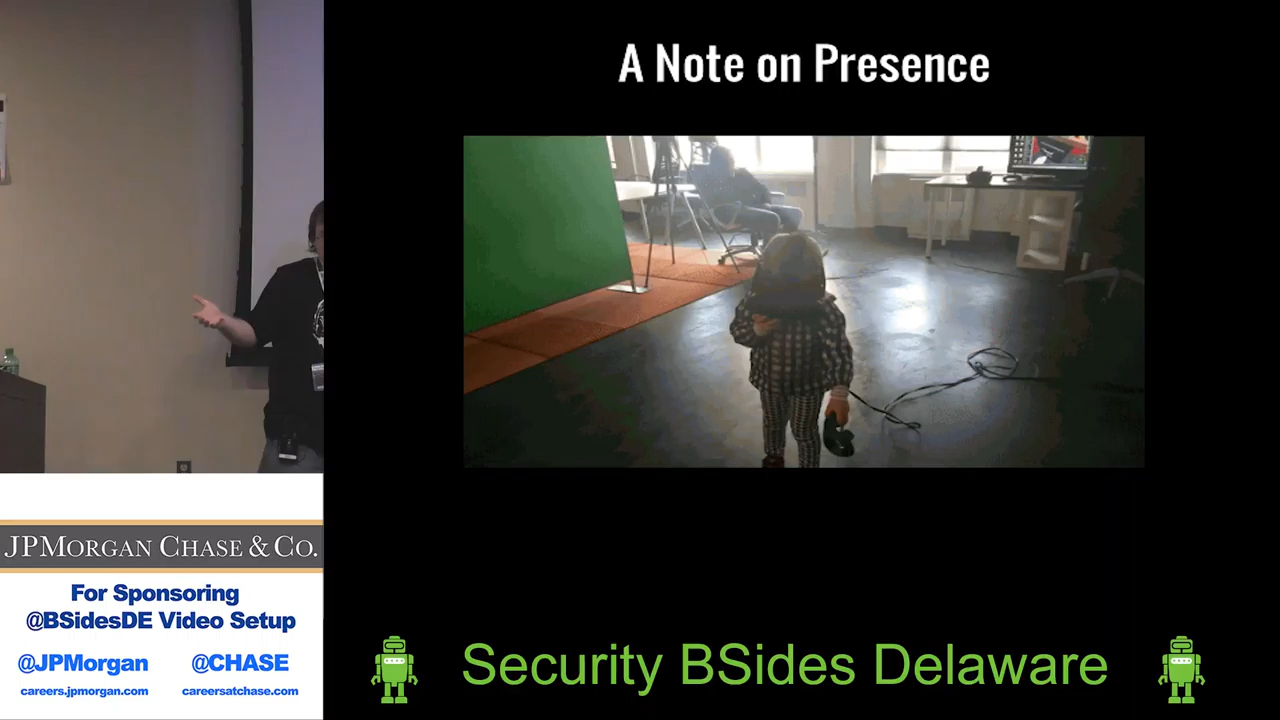 A Note on Presence
JPMORGAN CHASE & CO.
For Sponsoring
@BSidesDE Video Setup
@JPMorgan @CHASE
careers.jpmorgan.com careersatchase.com
Security BSides Delaware